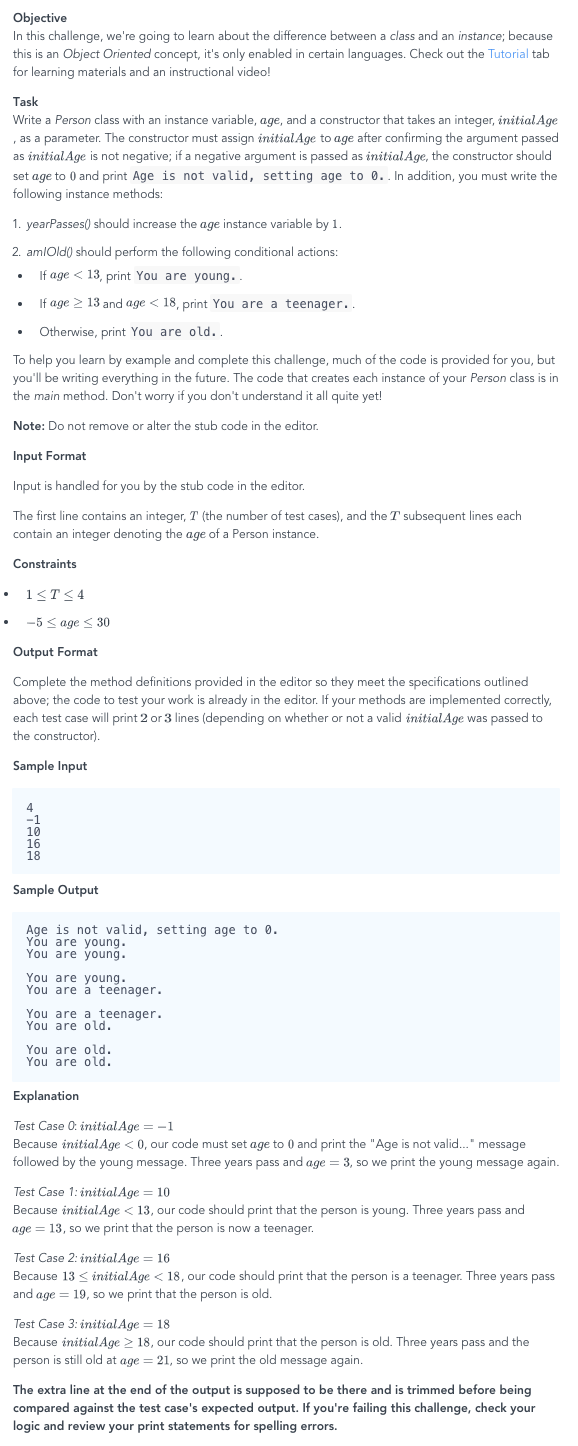 Objective
In this challenge, we're going to learn about the difference between a class and an instance; because
this is an Object Oriented concept, it's only enabled in certain languages. Check out the Tutorial tab
for learning materials and an instructional video!
Task
Write a Person class with an instance variable, age, and a constructor that takes an integer, initialAge
, as a parameter. The constructor must assign initialAge to age after confirming the argument passed
as initialAge is not negative; if a negative argument is passed as initialAge, the constructor should
set age to 0 and print Age is not valid, setting age to 0. . In addition, you must write the
following instance methods:
1. yearPasses() should increase the age instance variable by 1.
2. amIOld() should perform the following conditional actions:
• If age < 13, print You are young. .
• If age ≥ 13 and age < 18, print You are a teenager. .
• Otherwise, print You are old. .
To help you learn by example and complete this challenge, much of the code is provided for you, but
you'll be writing everything in the future. The code that creates each instance of your Person class is in
the main method. Don't worry if you don't understand it all quite yet!
Note: Do not remove or alter the stub code in the editor.
Input Format
Input is handled for you by the stub code in the editor.
The first line contains an integer, T (the number of test cases), and the T subsequent lines each
contain an integer denoting the age of a Person instance.
Constraints
• 1 ≤ T ≤ 4
• −5 ≤ age ≤ 30
Output Format
Complete the method definitions provided in the editor so they meet the specifications outlined
above; the code to test your work is already in the editor. If your methods are implemented correctly,
each test case will print 2 or 3 lines (depending on whether or not a valid initialAge was passed to
the constructor).
Sample Input
4
-1
10
16
18
Sample Output
Age is not valid, setting age to 0.
You are young.
You are young.
You are young.
You are a teenager.
You are a teenager.
You are old.
You are old.
You are old.
Explanation
Test Case 0: initialAge = −1
Because initialAge < 0, our code must set age to 0 and print the "Age is not valid..." message
followed by the young message. Three years pass and age = 3, so we print the young message again.
Test Case 1: initialAge = 10
Because initialAge < 13, our code should print that the person is young. Three years pass and
age = 13, so we print that the person is now a teenager.
Test Case 2: initialAge = 16
Because 13 ≤ initialAge < 18, our code should print that the person is a teenager. Three years pass
and age = 19, so we print that the person is old.
Test Case 3: initialAge = 18
Because initialAge ≥ 18, our code should print that the person is old. Three years pass and the
person is still old at age = 21, so we print the old message again.
The extra line at the end of the output is supposed to be there and is trimmed before being
compared against the test case's expected output. If you're failing this challenge, check your
logic and review your print statements for spelling errors.